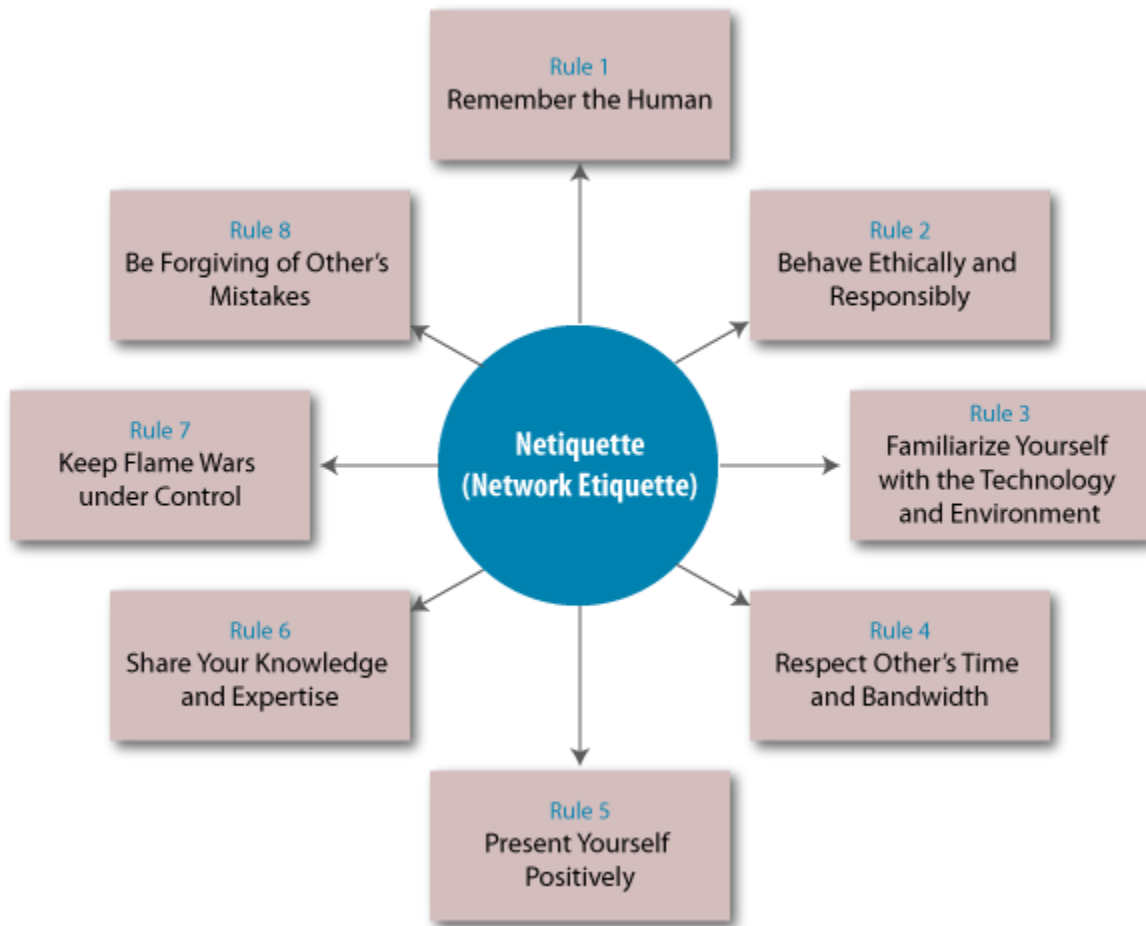 Rule 1
Remember the Human
Rule 2
Behave Ethically and
Responsibly
Rule 3
Familiarize Yourself
with the Technology
and Environment
Rule 4
Respect Other’s Time
and Bandwidth
Rule 5
Present Yourself
Positively
Rule 6
Share Your Knowledge
and Expertise
Rule 7
Keep Flame Wars
under Control
Rule 8
Be Forgiving of Other’s
Mistakes
Netiquette
(Network Etiquette)